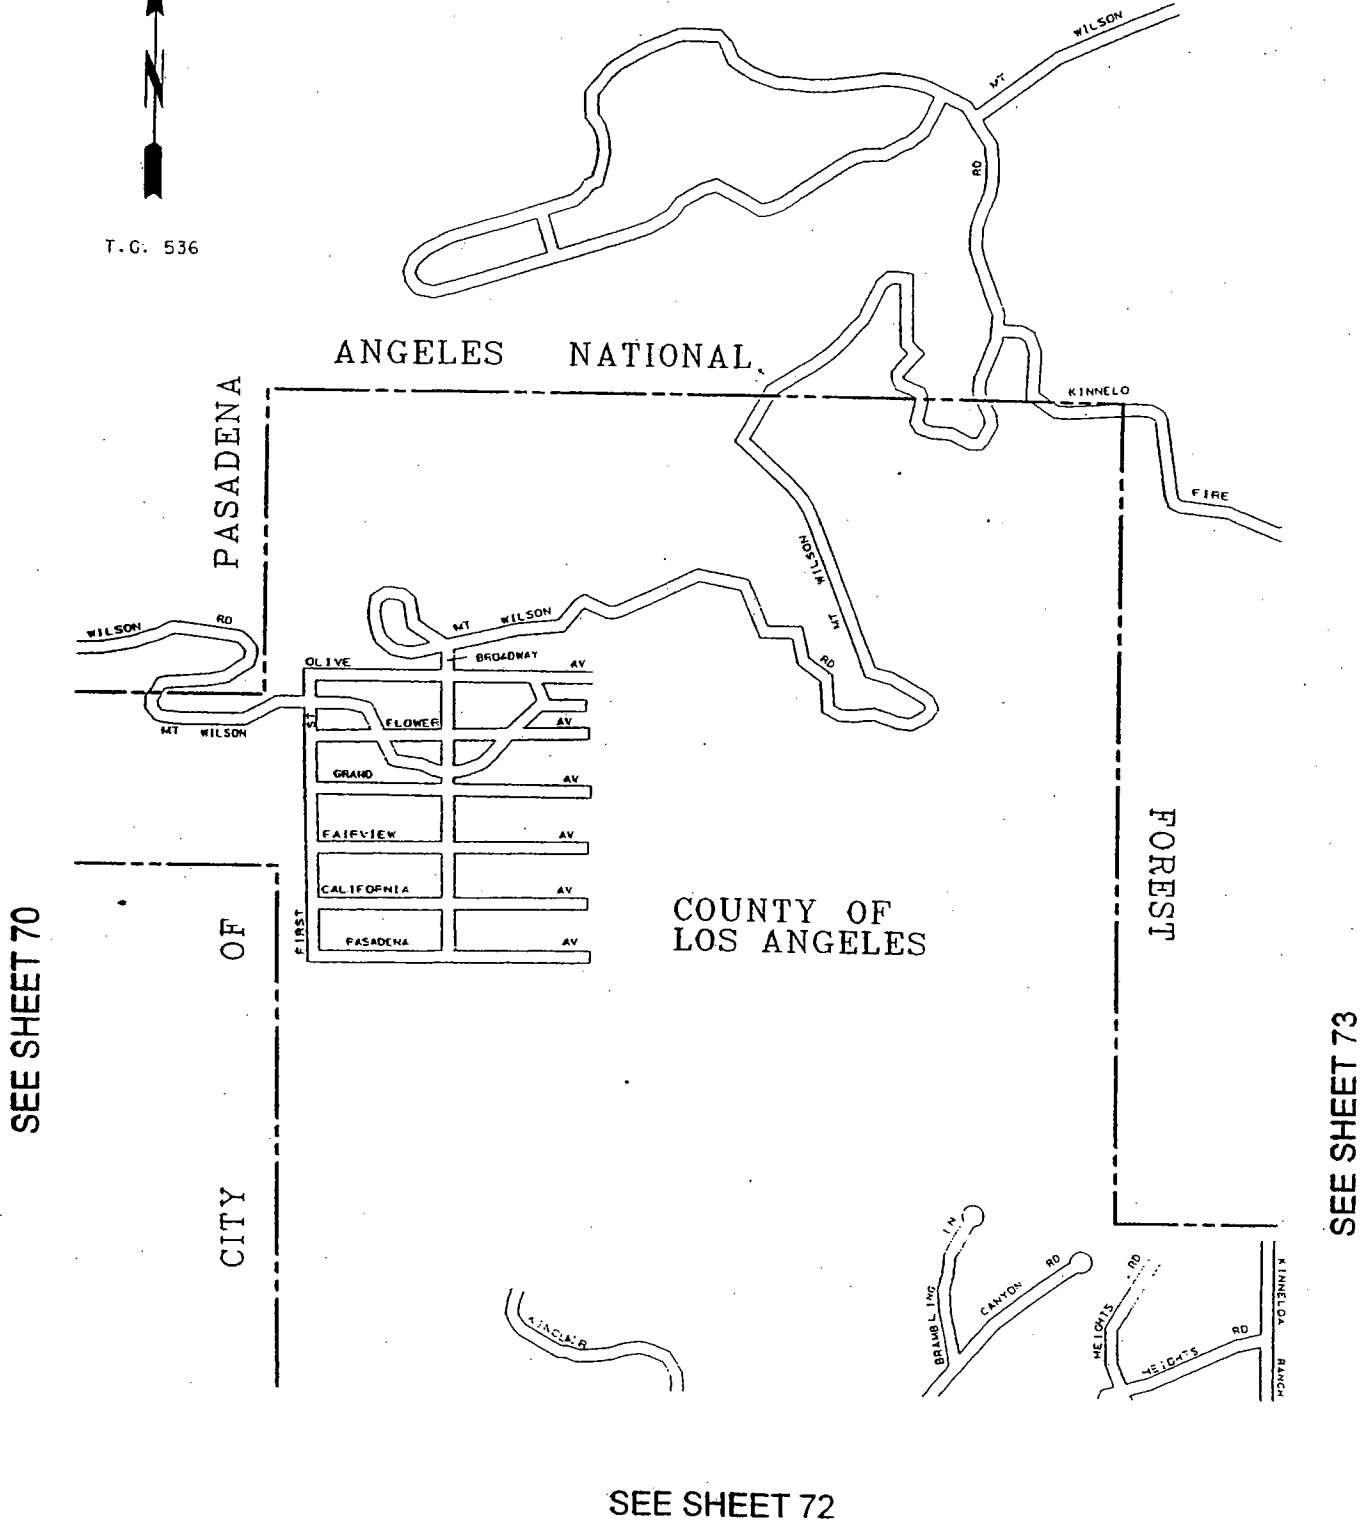 WILSON
MT
N
RD
T.G. 536
ANGELES NATIONAL
PASADENA
KINNELO
FIRE
WILSON
MT
RD
WILSON RD
MT WILSON
MT WILSON
BROADWAY
OLIVE AV
ST
FLOWER AV
GRAND AV
FAIRVIEW AV
CALIFORNIA AV
PASADENA AV
FIRST
FOREST
COUNTY OF
LOS ANGELES
OF
SEE SHEET 70
SEE SHEET 73
CITY
BRAMBLING LN
CANYON RD
HEIGHTS RD
HEIGHTS RD
KINNELOA RANCH
KINCLAIR
SEE SHEET 72